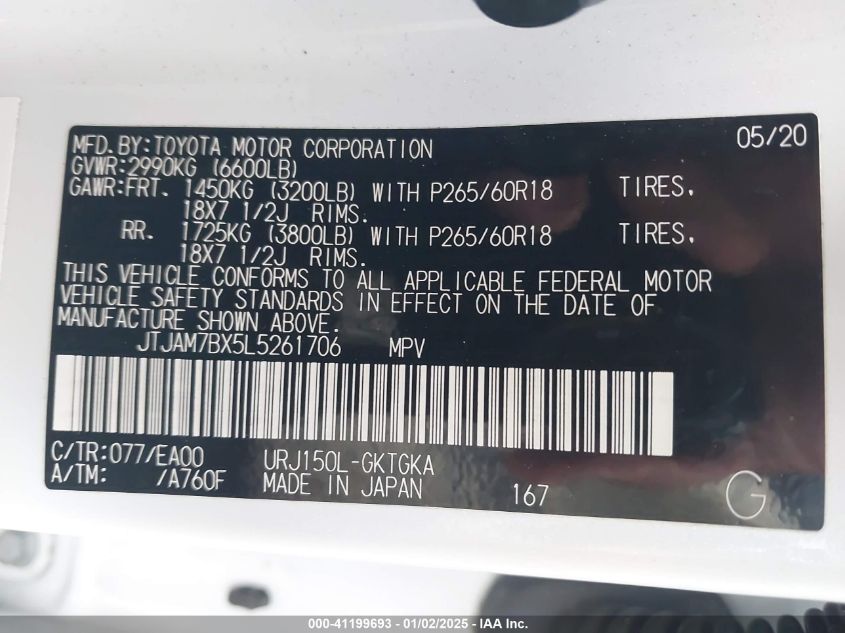 MFD.BY:TOYOTA MOTOR CORPORATION 05/20
GVWR:2990KG (6600LB)
GAWR:FRT. 1450KG (3200LB) WITH P265/60R18 TIRES.
18X7 1/2J RIMS.
RR. 1725KG (3800LB) WITH P265/60R18 TIRES.
18X7 1/2J RIMS.
THIS VEHICLE CONFORMS TO ALL APPLICABLE FEDERAL MOTOR
VEHICLE SAFETY STANDARDS IN EFFECT ON THE DATE OF
MANUFACTURE SHOWN ABOVE.
JTJAM7BX5L5261706 MPV
C/TR:077/EA00 URJ150L-GKTGKA
A/TM: /A760F MADE IN JAPAN 167 G
000-41199693 - 01/02/2025 - IAA Inc.